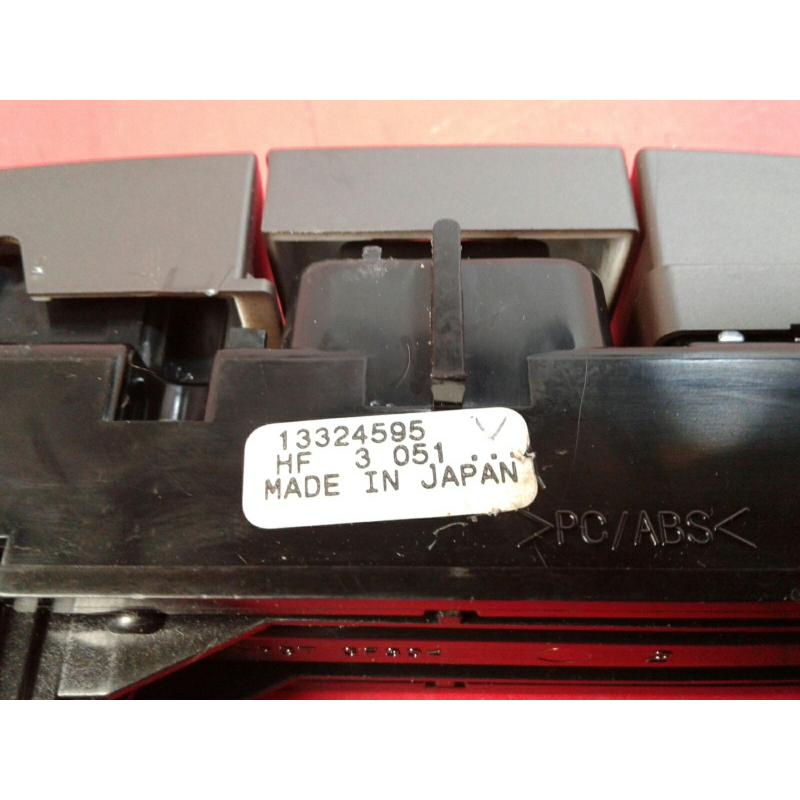 13324595
HF 3 051 ...
MADE IN JAPAN
>PC/ABS<